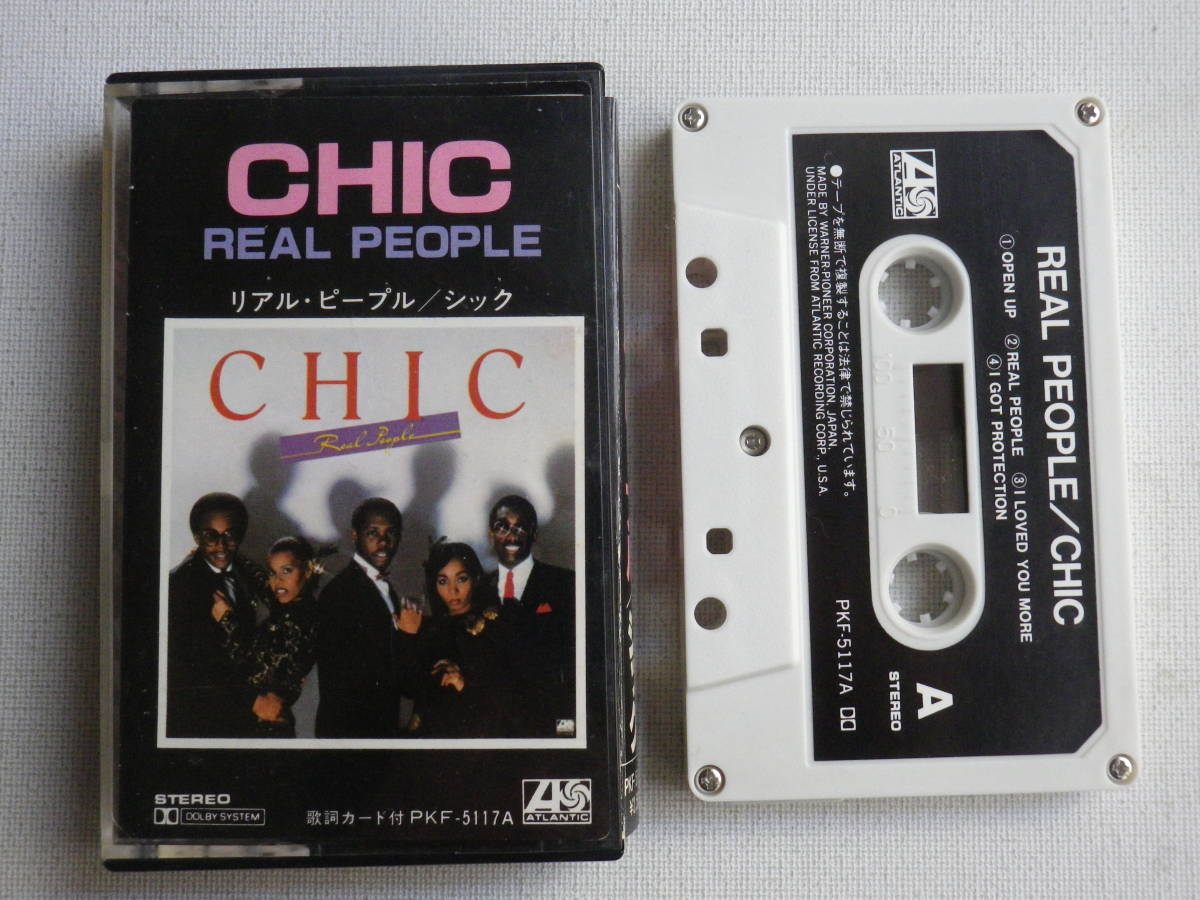 CHIC
REAL PEOPLE
リアル・ピープル／シック
CHIC
Real People
STEREO
DOLBY SYSTEM
歌詞カード付 PKF-5117A
ATLANTIC
REAL PEOPLE/CHIC
①OPEN UP ②REAL PEOPLE ③I LOVED YOU MORE
④I GOT PROTECTION
ATLANTIC
100 50 0
A
STEREO
●テープを無断で複製することは法律で禁じられています。
MADE BY WARNER-PIONEER CORPORATION, JAPAN,
UNDER LICENSE FROM ATLANTIC RECORDING CORP., U.S.A.
PKF-5117A